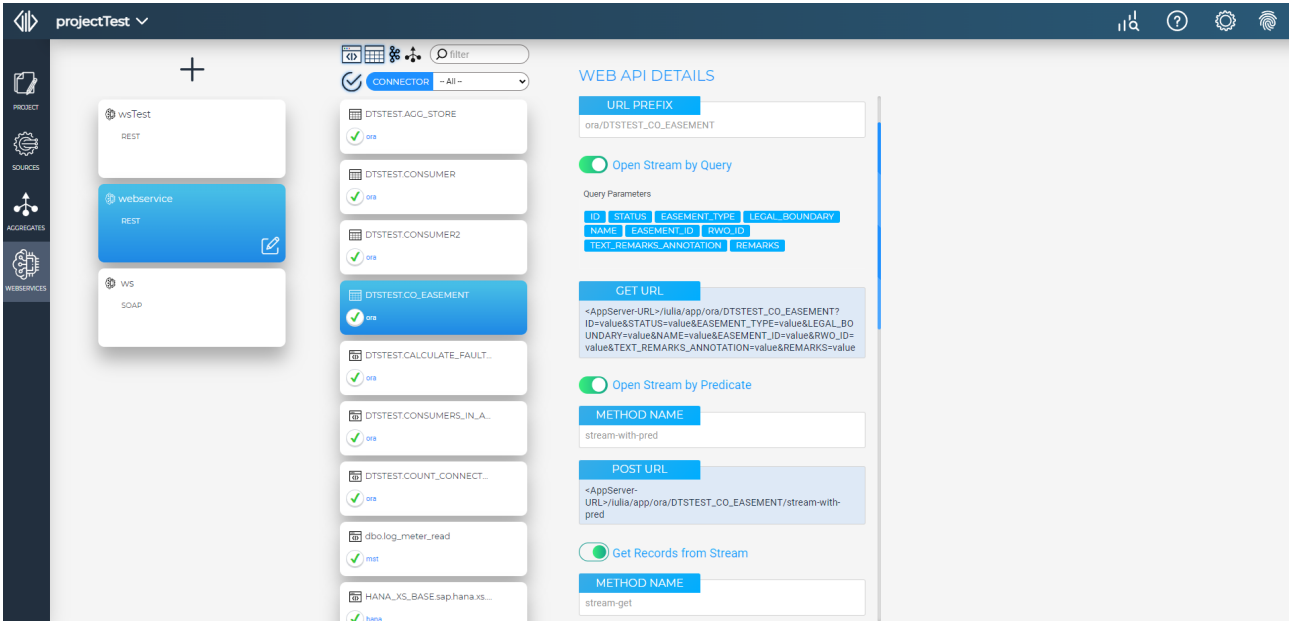 projectTest
PROJECT
SOURCES
AGGREGATES
WEBSERVICES
wsTest
REST
webservice
REST
ws
SOAP
filter
CONNECTOR -- All --
DTSTEST.AGG_STORE
ora
DTSTEST.CONSUMER
ora
DTSTEST.CONSUMER2
ora
DTSTEST.CO_EASEMENT
ora
DTSTEST.CALCULATE_FAULT...
ora
DTSTEST.CONSUMERS_IN_A...
ora
DTSTEST.COUNT_CONNECT...
ora
dbo.log_meter_read
mst
HANA_XS_BASE.sap.hana.xs....
hana
WEB API DETAILS
URL PREFIX
ora/DTSTEST_CO_EASEMENT
Open Stream by Query
Query Parameters
ID STATUS EASEMENT_TYPE LEGAL_BOUNDARY
NAME EASEMENT_ID RWO_ID
TEXT_REMARKS_ANNOTATION REMARKS
GET URL
<AppServer-URL>/iulia/app/ora/DTSTEST_CO_EASEMENT?
ID=value&STATUS=value&EASEMENT_TYPE=value&LEGAL_BO
UNDARY=value&NAME=value&EASEMENT_ID=value&RWO_ID=
value&TEXT_REMARKS_ANNOTATION=value&REMARKS=value
Open Stream by Predicate
METHOD NAME
stream-with-pred
POST URL
<AppServer-
URL>/iulia/app/ora/DTSTEST_CO_EASEMENT/stream-with-
pred
Get Records from Stream
METHOD NAME
stream-get